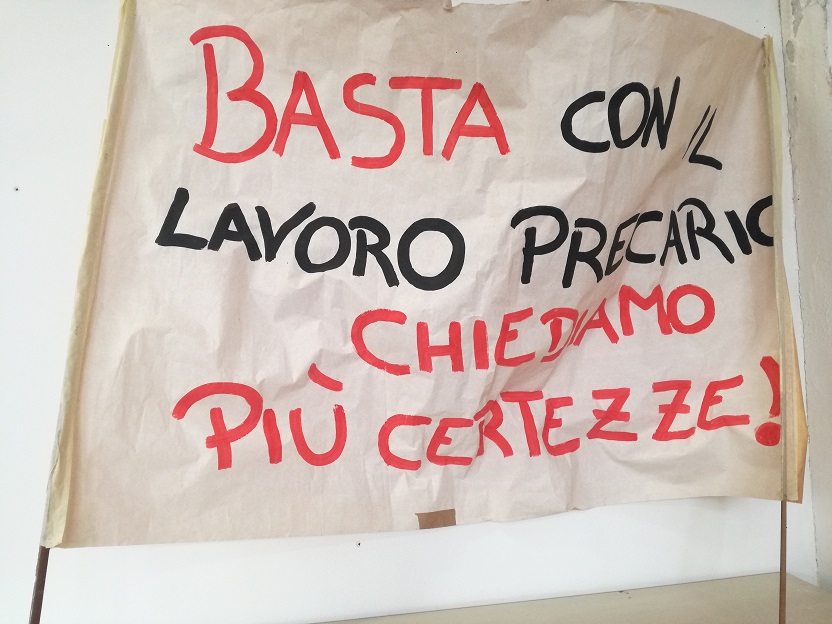 BASTA CON IL
LAVORO PRECARIO
CHIEDIAMO
PIÙ CERTEZZE!